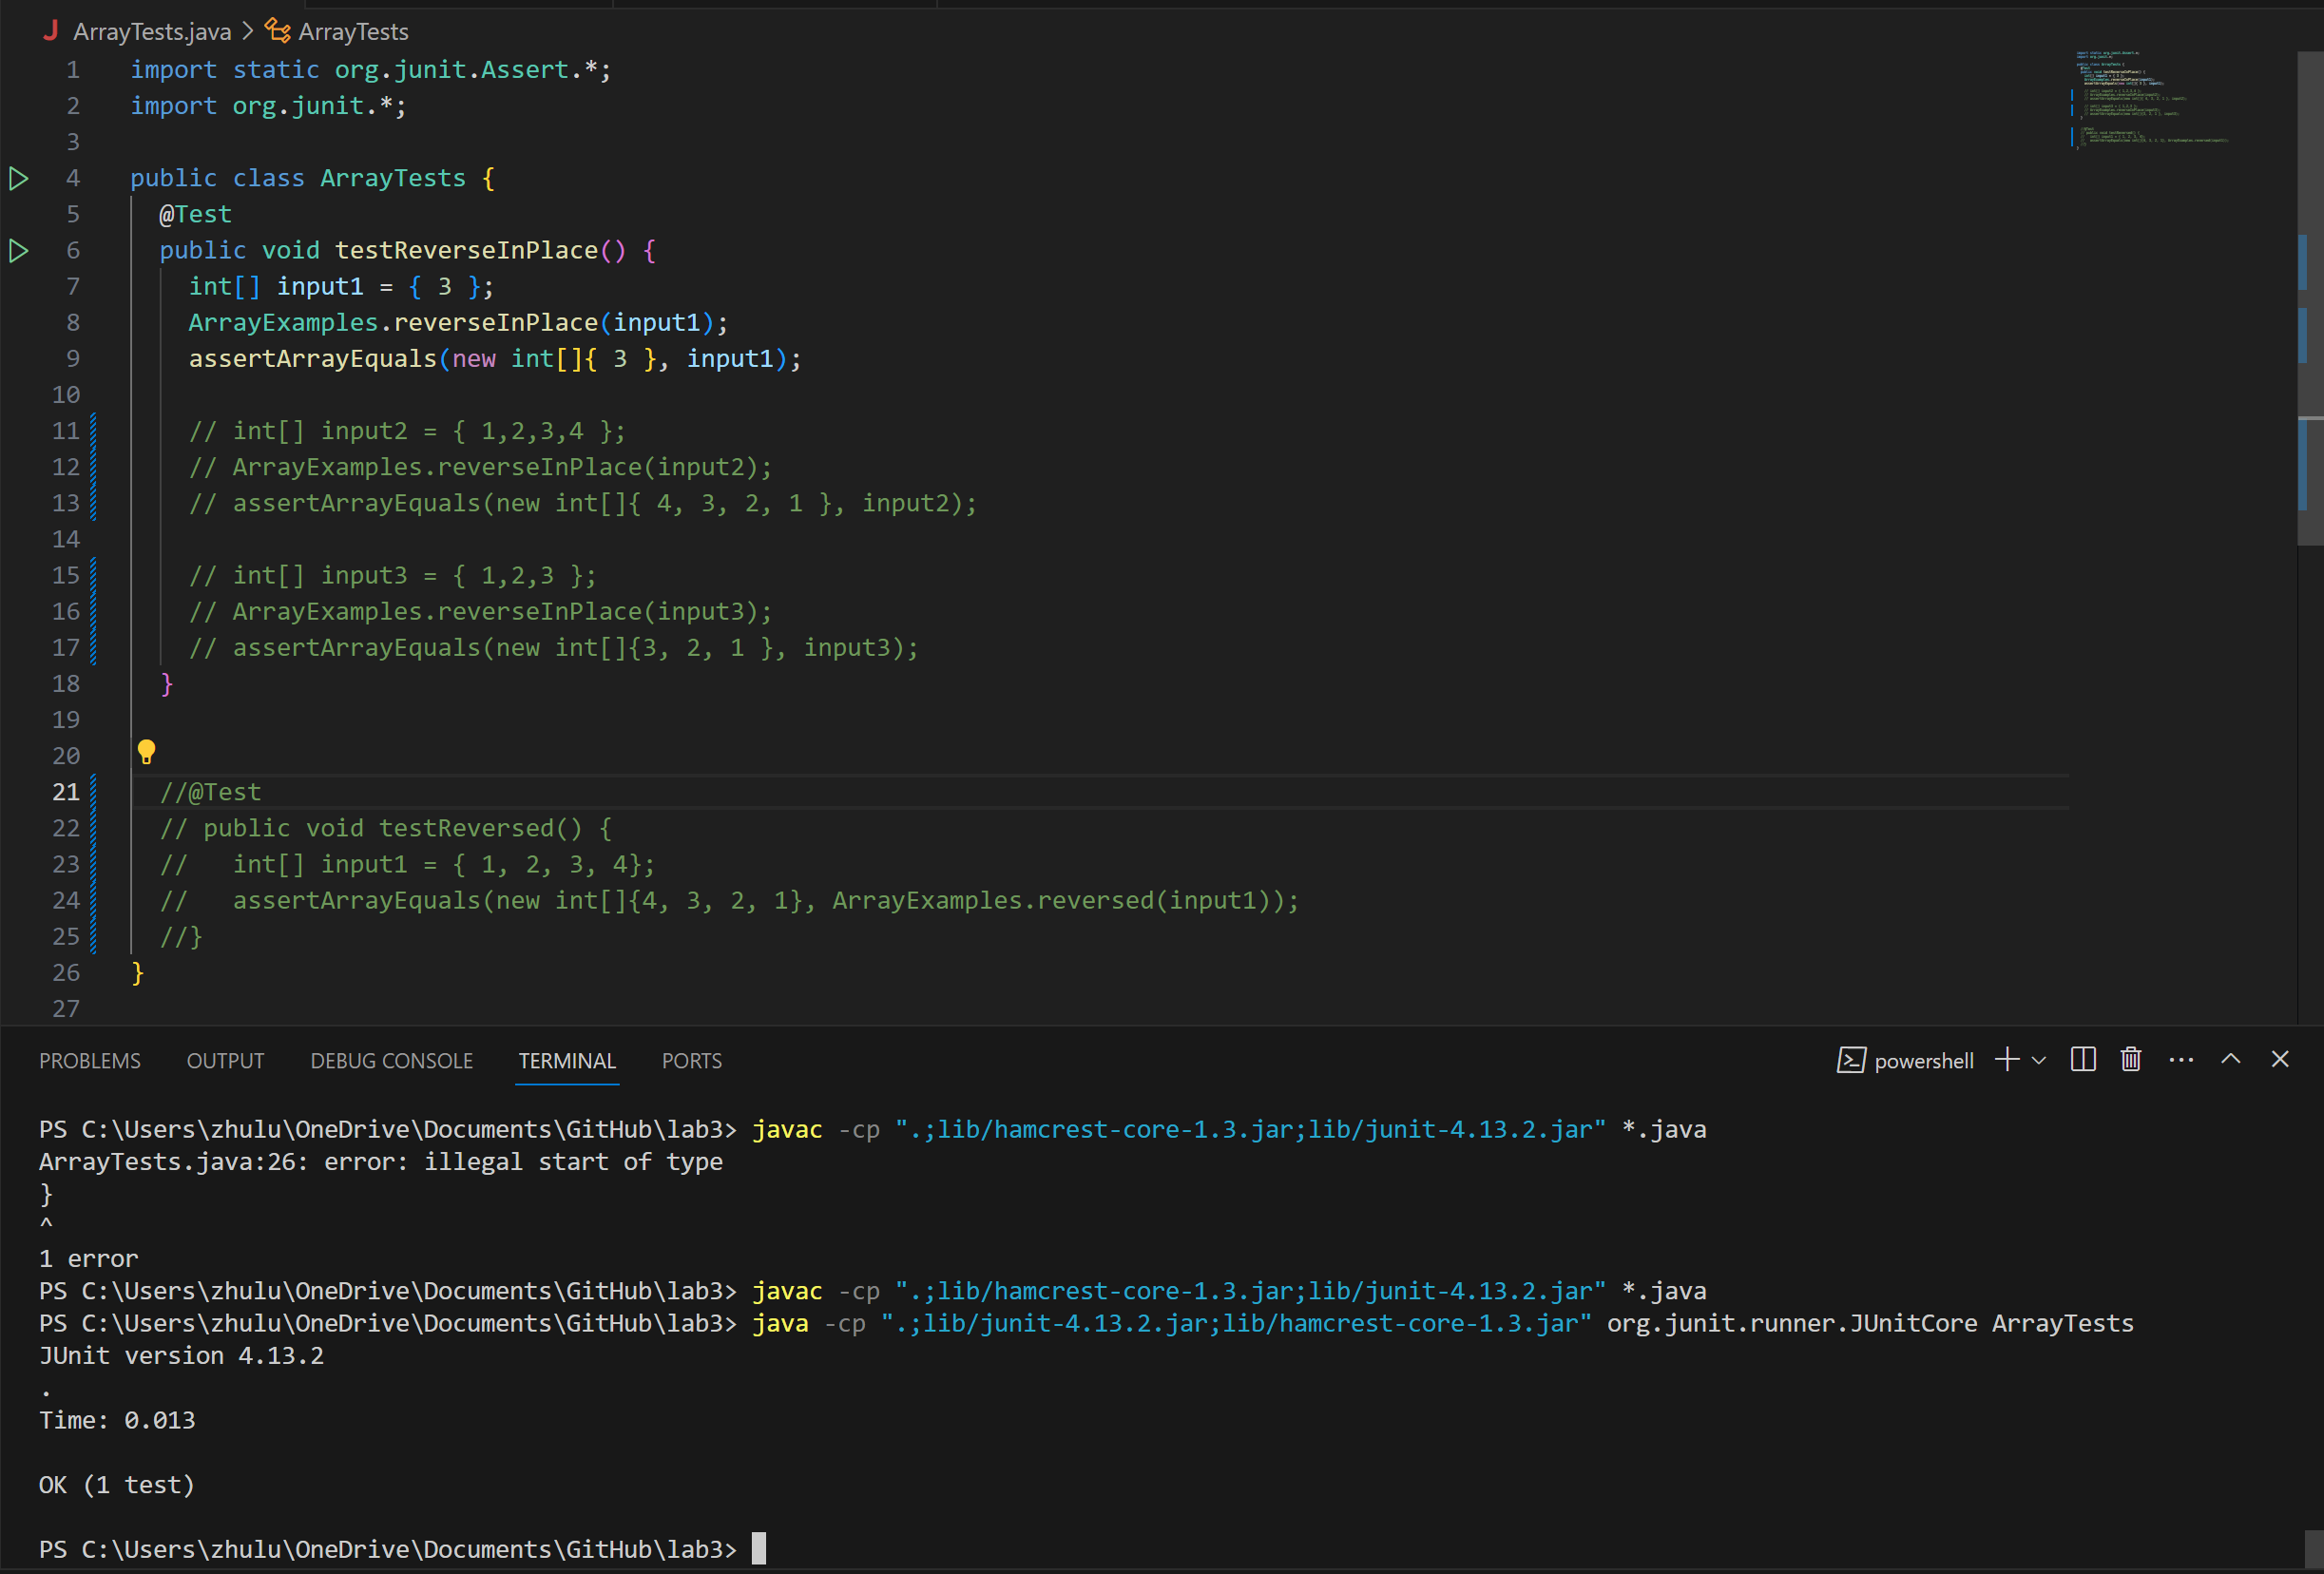 ArrayTests.java > ArrayTests
1 import static org.junit.Assert.*;
2 import org.junit.*;
3
4 public class ArrayTests {
5   @Test
6   public void testReverseInPlace() {
7     int[] input1 = { 3 };
8     ArrayExamples.reverseInPlace(input1);
9     assertArrayEquals(new int[]{ 3 }, input1);
10
11     // int[] input2 = { 1,2,3,4 };
12     // ArrayExamples.reverseInPlace(input2);
13     // assertArrayEquals(new int[]{ 4, 3, 2, 1 }, input2);
14
15     // int[] input3 = { 1,2,3 };
16     // ArrayExamples.reverseInPlace(input3);
17     // assertArrayEquals(new int[]{3, 2, 1 }, input3);
18   }
19
20
21   //@Test
22   // public void testReversed() {
23   //   int[] input1 = { 1, 2, 3, 4};
24   //   assertArrayEquals(new int[]{4, 3, 2, 1}, ArrayExamples.reversed(input1));
25   //}
26 }
27
PROBLEMS OUTPUT DEBUG CONSOLE TERMINAL PORTS powershell
PS C:\Users\zhulu\OneDrive\Documents\GitHub\lab3> javac -cp ".;lib/hamcrest-core-1.3.jar;lib/junit-4.13.2.jar" *.java
ArrayTests.java:26: error: illegal start of type
}
^
1 error
PS C:\Users\zhulu\OneDrive\Documents\GitHub\lab3> javac -cp ".;lib/hamcrest-core-1.3.jar;lib/junit-4.13.2.jar" *.java
PS C:\Users\zhulu\OneDrive\Documents\GitHub\lab3> java -cp ".;lib/junit-4.13.2.jar;lib/hamcrest-core-1.3.jar" org.junit.runner.JUnitCore ArrayTests
JUnit version 4.13.2
.
Time: 0.013
OK (1 test)
PS C:\Users\zhulu\OneDrive\Documents\GitHub\lab3>